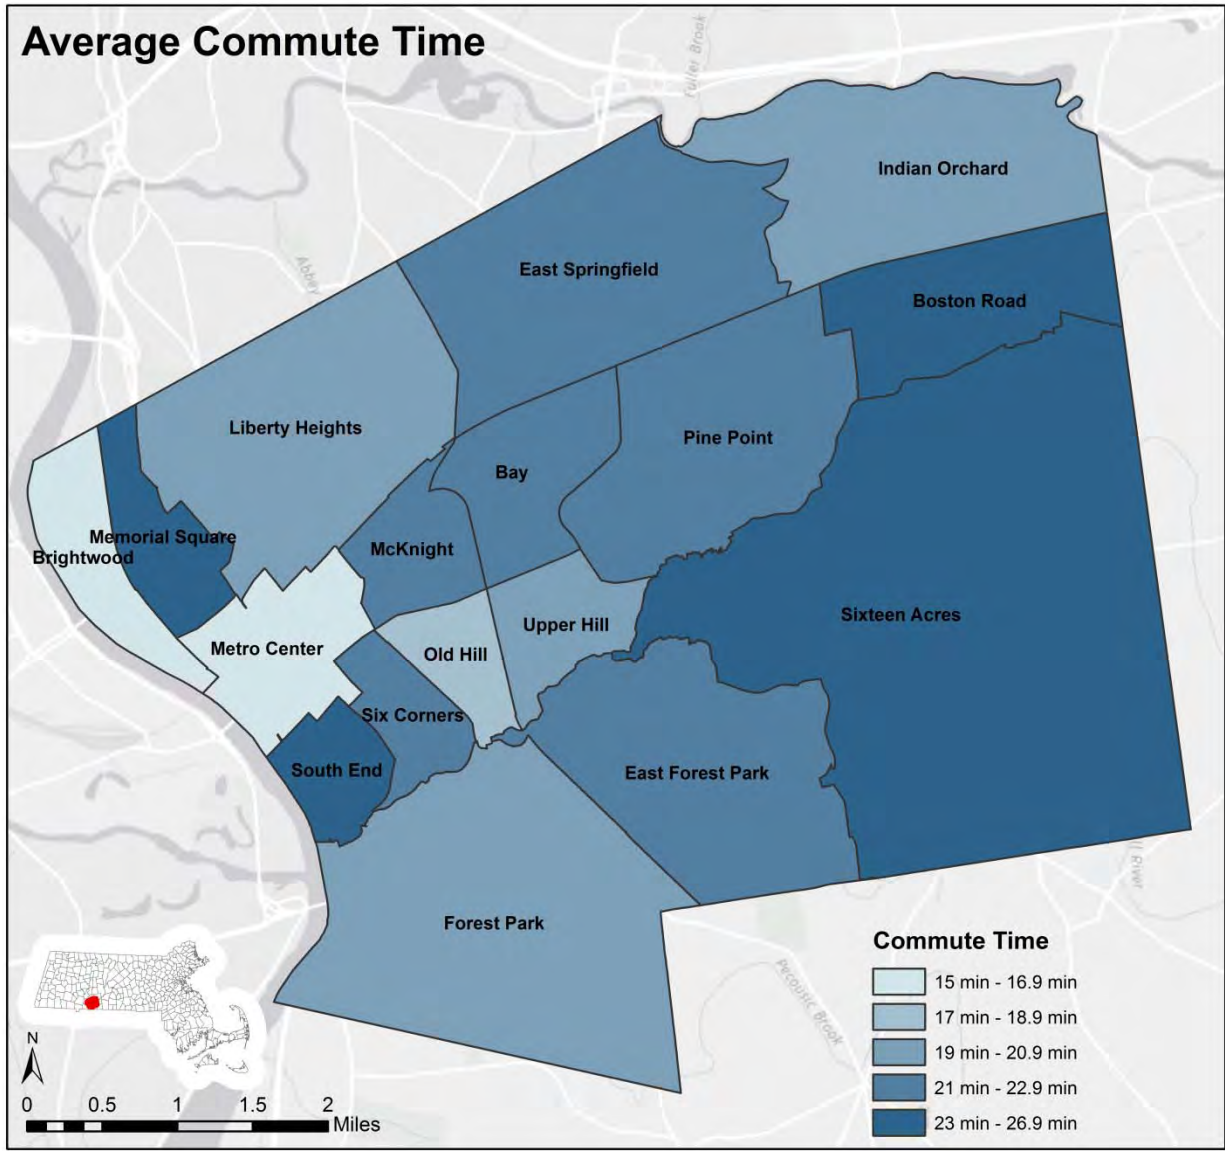 Average Commute Time
Fuller Brook
Indian Orchard
East Springfield
Abbey
Boston Road
Liberty Heights
Pine Point
Bay
Memorial Square
McKnight
Brightwood
Sixteen Acres
Upper Hill
Metro Center
Old Hill
Six Corners
South End
East Forest Park
ll River
Forest Park
Pecousic Brook
Commute Time
15 min - 16.9 min
17 min - 18.9 min
19 min - 20.9 min
21 min - 22.9 min
23 min - 26.9 min
N
0 0.5 1 1.5 2
Miles